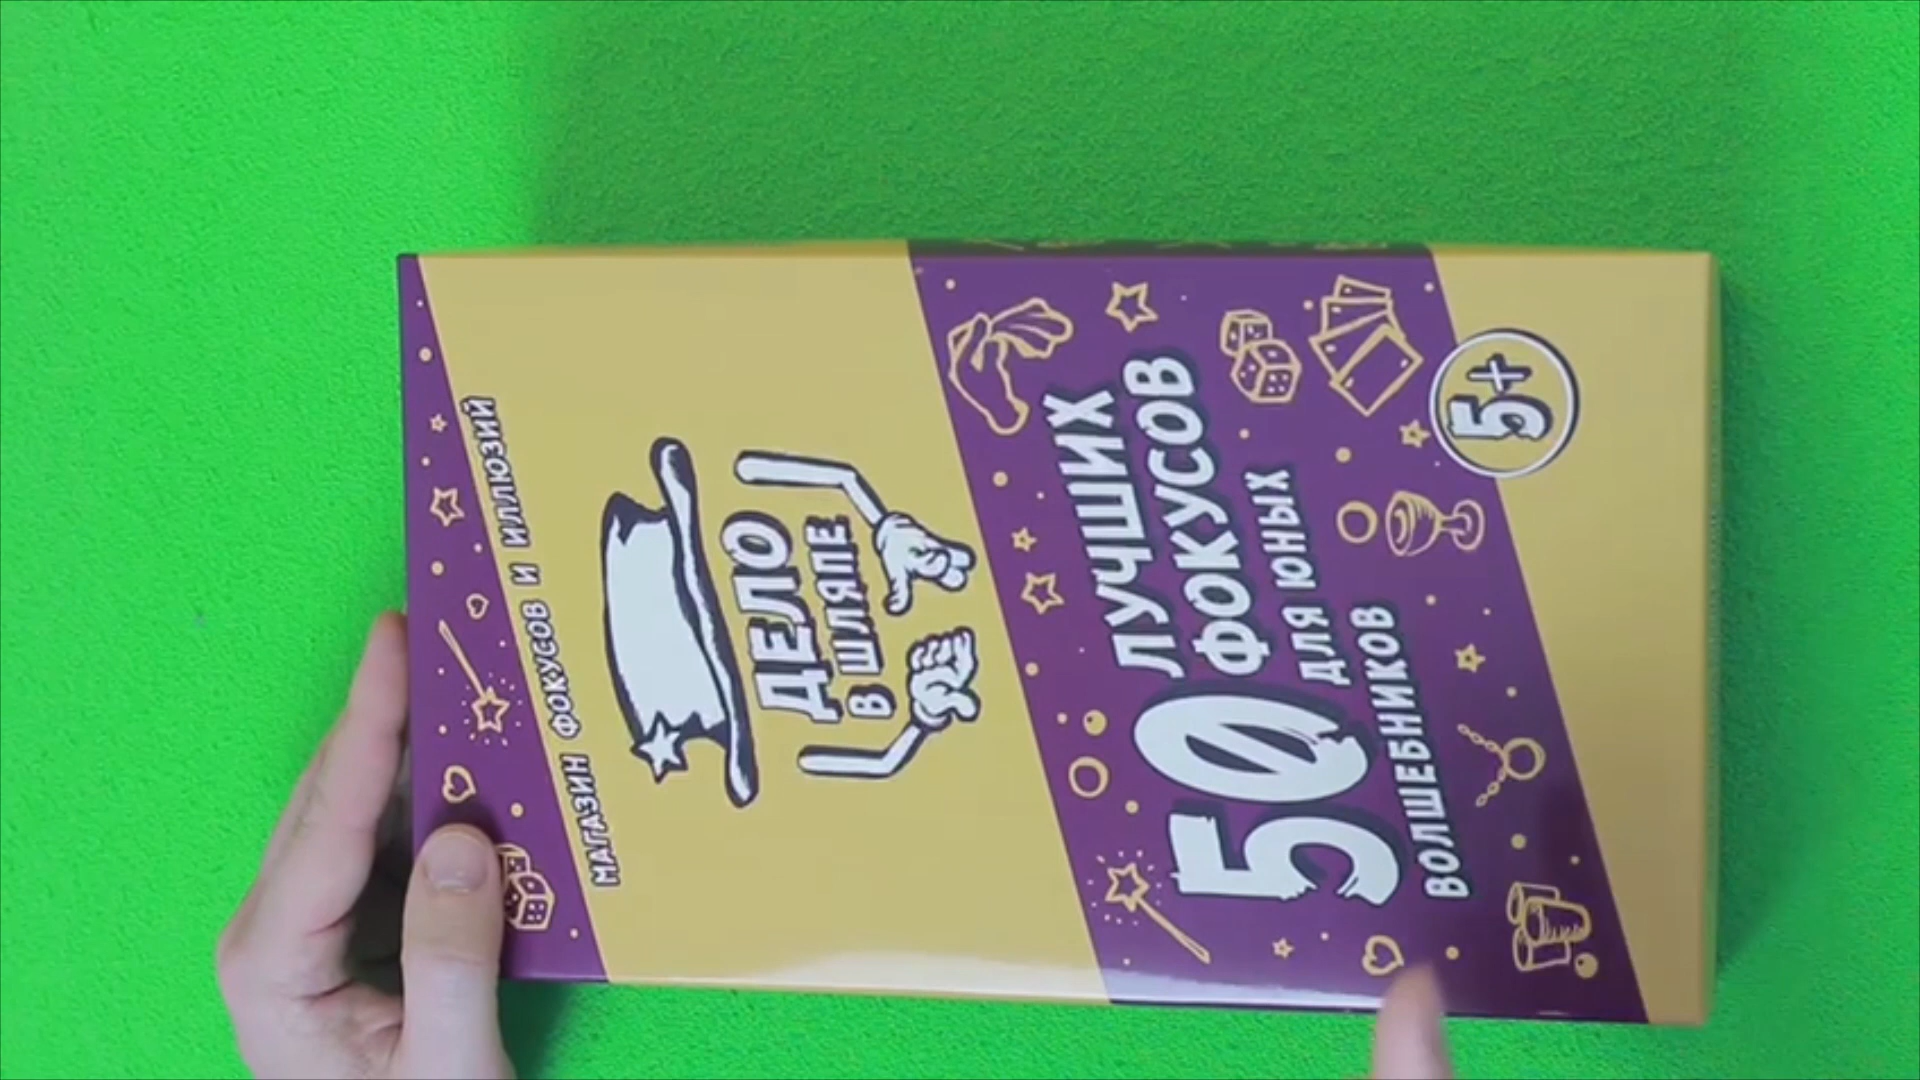 МАГАЗИН ФОКУСОВ И ИЛЛЮЗИЙ
ДЕЛО
В ШЛЯПЕ
50 ЛУЧШИХ
ФОКУСОВ
ДЛЯ ЮНЫХ
ВОЛШЕБНИКОВ
5+